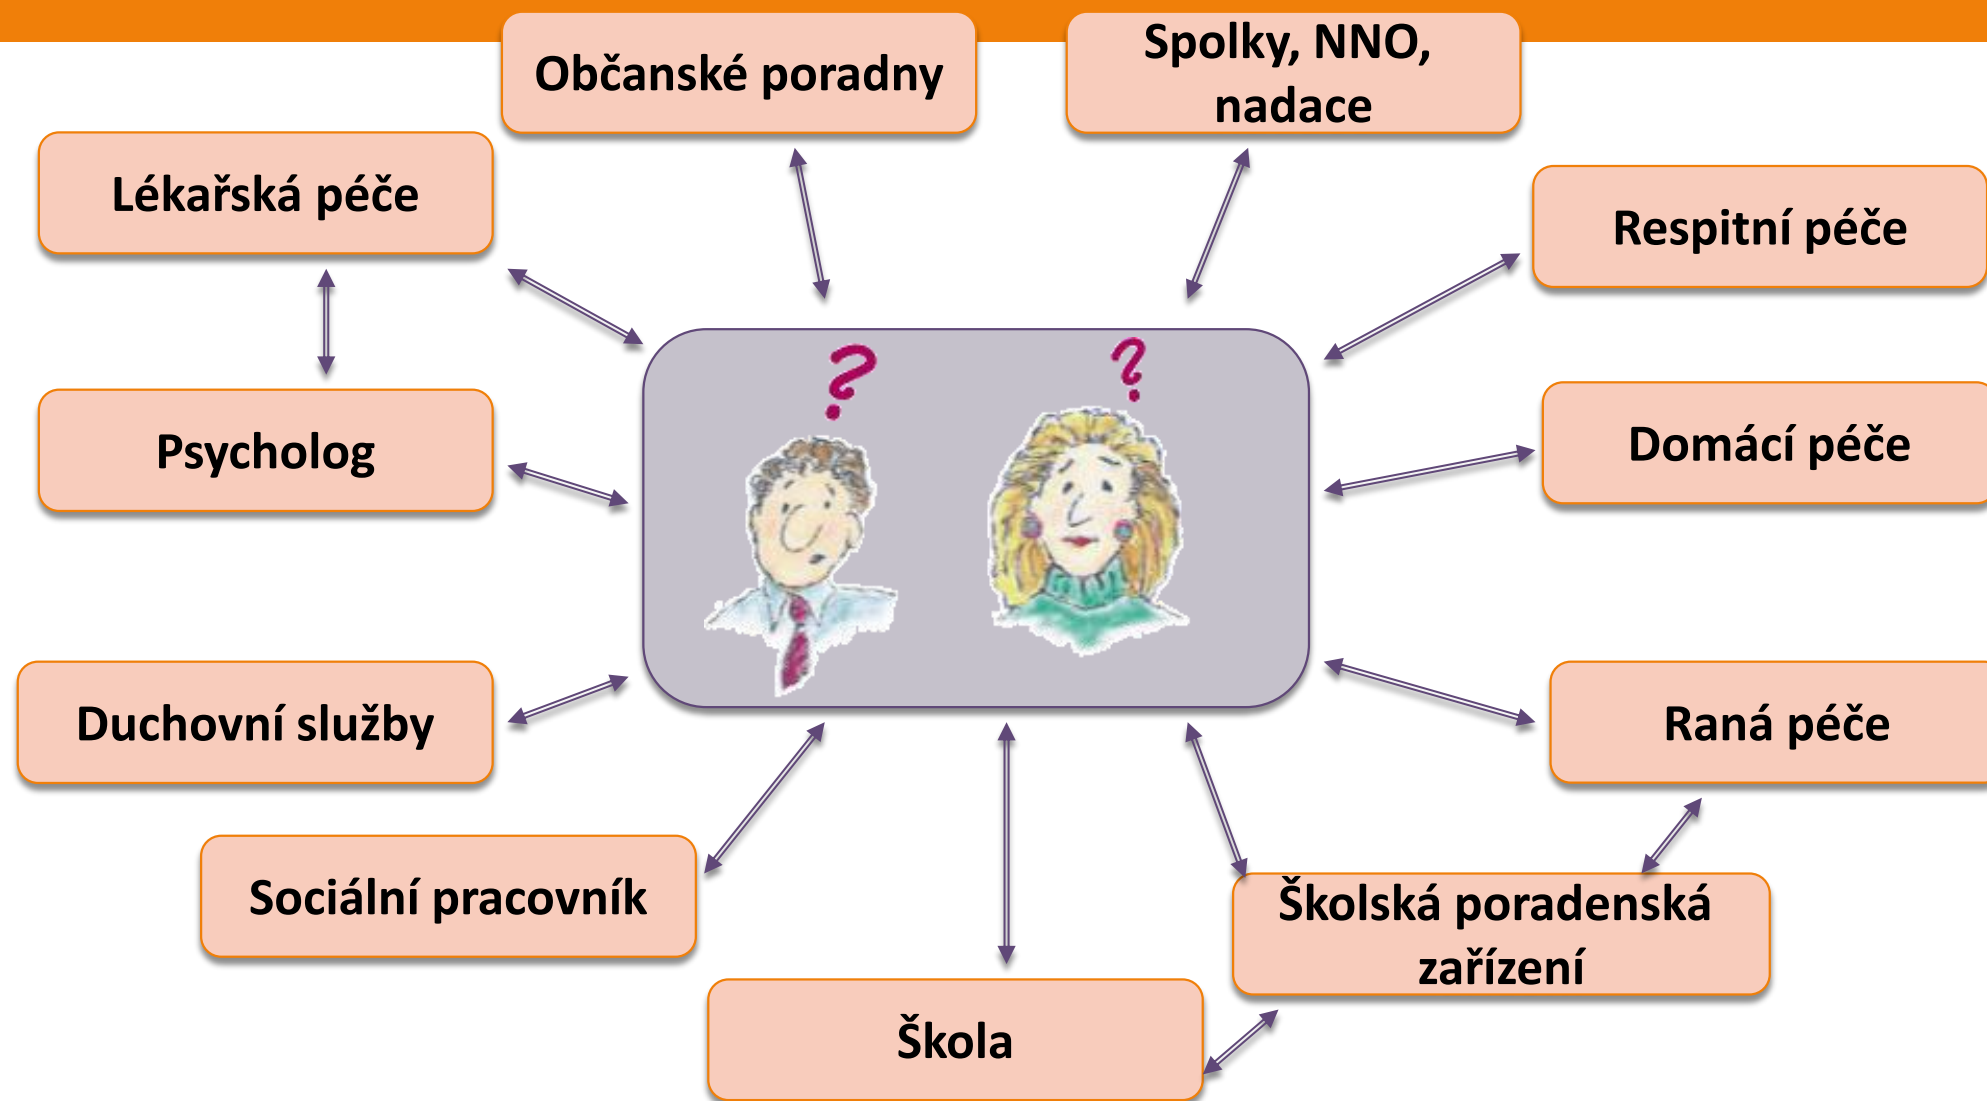 Občanské poradny
Spolky, NNO,
nadace
Lékařská péče
Respitní péče
Psycholog
Domácí péče
? ?
Duchovní služby
Raná péče
Sociální pracovník
Školská poradenská
zařízení
Škola